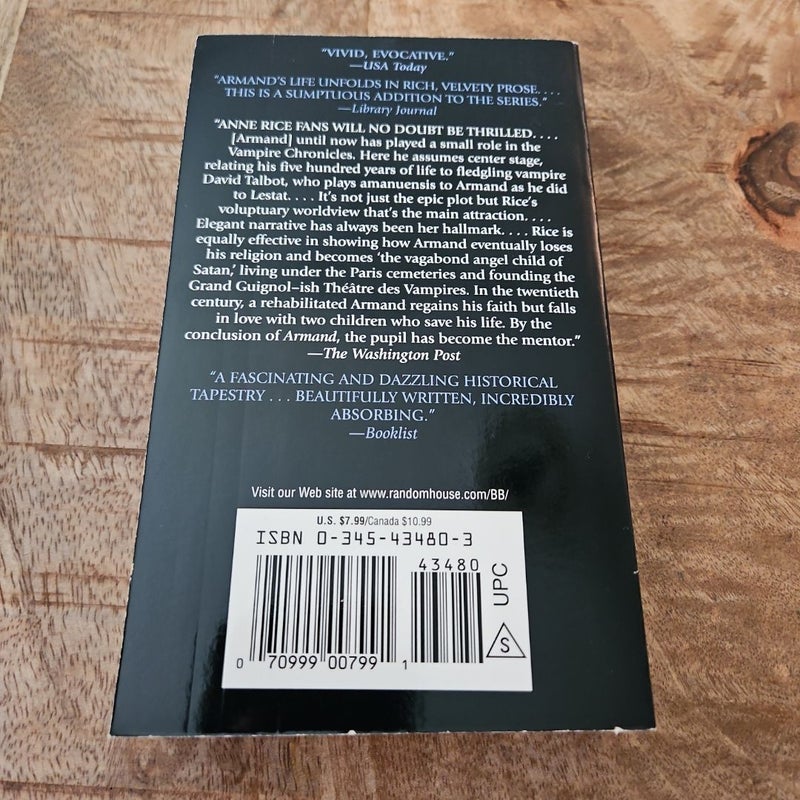 “VIVID, EVOCATIVE.”
—USA Today
“ARMAND’S LIFE UNFOLDS IN RICH, VELVETY PROSE. . . .
THIS IS A SUMPTUOUS ADDITION TO THE SERIES.”
—Library Journal
“ANNE RICE FANS WILL NO DOUBT BE THRILLED. . . .
[Armand] until now has played a small role in the
Vampire Chronicles. Here he assumes center stage,
relating his five hundred years of life to fledgling vampire
David Talbot, who plays amanuensis to Armand as he did
to Lestat. . . . It’s not just the epic plot but Rice’s
voluptuary worldview that’s the main attraction. . . .
Elegant narrative has always been her hallmark. . . . Rice is
equally effective in showing how Armand eventually loses
his religion and becomes ‘the vagabond angel child of
Satan,’ living under the Paris cemeteries and founding the
Grand Guignol–ish Théâtre des Vampires. In the twentieth
century, a rehabilitated Armand regains his faith but falls
in love with two children who save his life. By the
conclusion of Armand, the pupil has become the mentor.”
—The Washington Post
“A FASCINATING AND DAZZLING HISTORICAL
TAPESTRY . . . BEAUTIFULLY WRITTEN, INCREDIBLY
ABSORBING.”
—Booklist
Visit our Web site at www.randomhouse.com/BB/
U.S. $7.99/Canada $10.99
ISBN 0-345-43480-3
43480
UPC
S
0 70999 00799 1